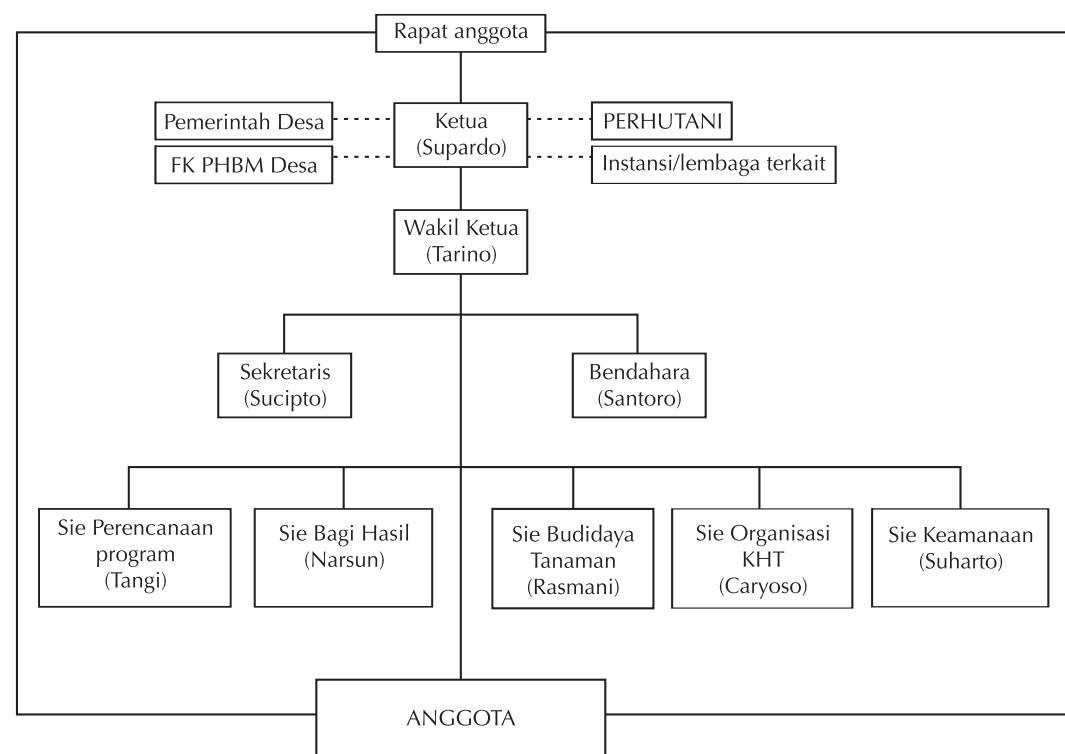 Rapat anggota
Pemerintah Desa
Ketua
(Supardo)
PERHUTANI
FK PHBM Desa
Instansi/lembaga terkait
Wakil Ketua
(Tarino)
Sekretaris
(Sucipto)
Bendahara
(Santoro)
Sie Perencanaan
program
(Tangi)
Sie Bagi Hasil
(Narsun)
Sie Budidaya
Tanaman
(Rasmani)
Sie Organisasi
KHT
(Caryoso)
Sie Keamanaan
(Suharto)
ANGGOTA